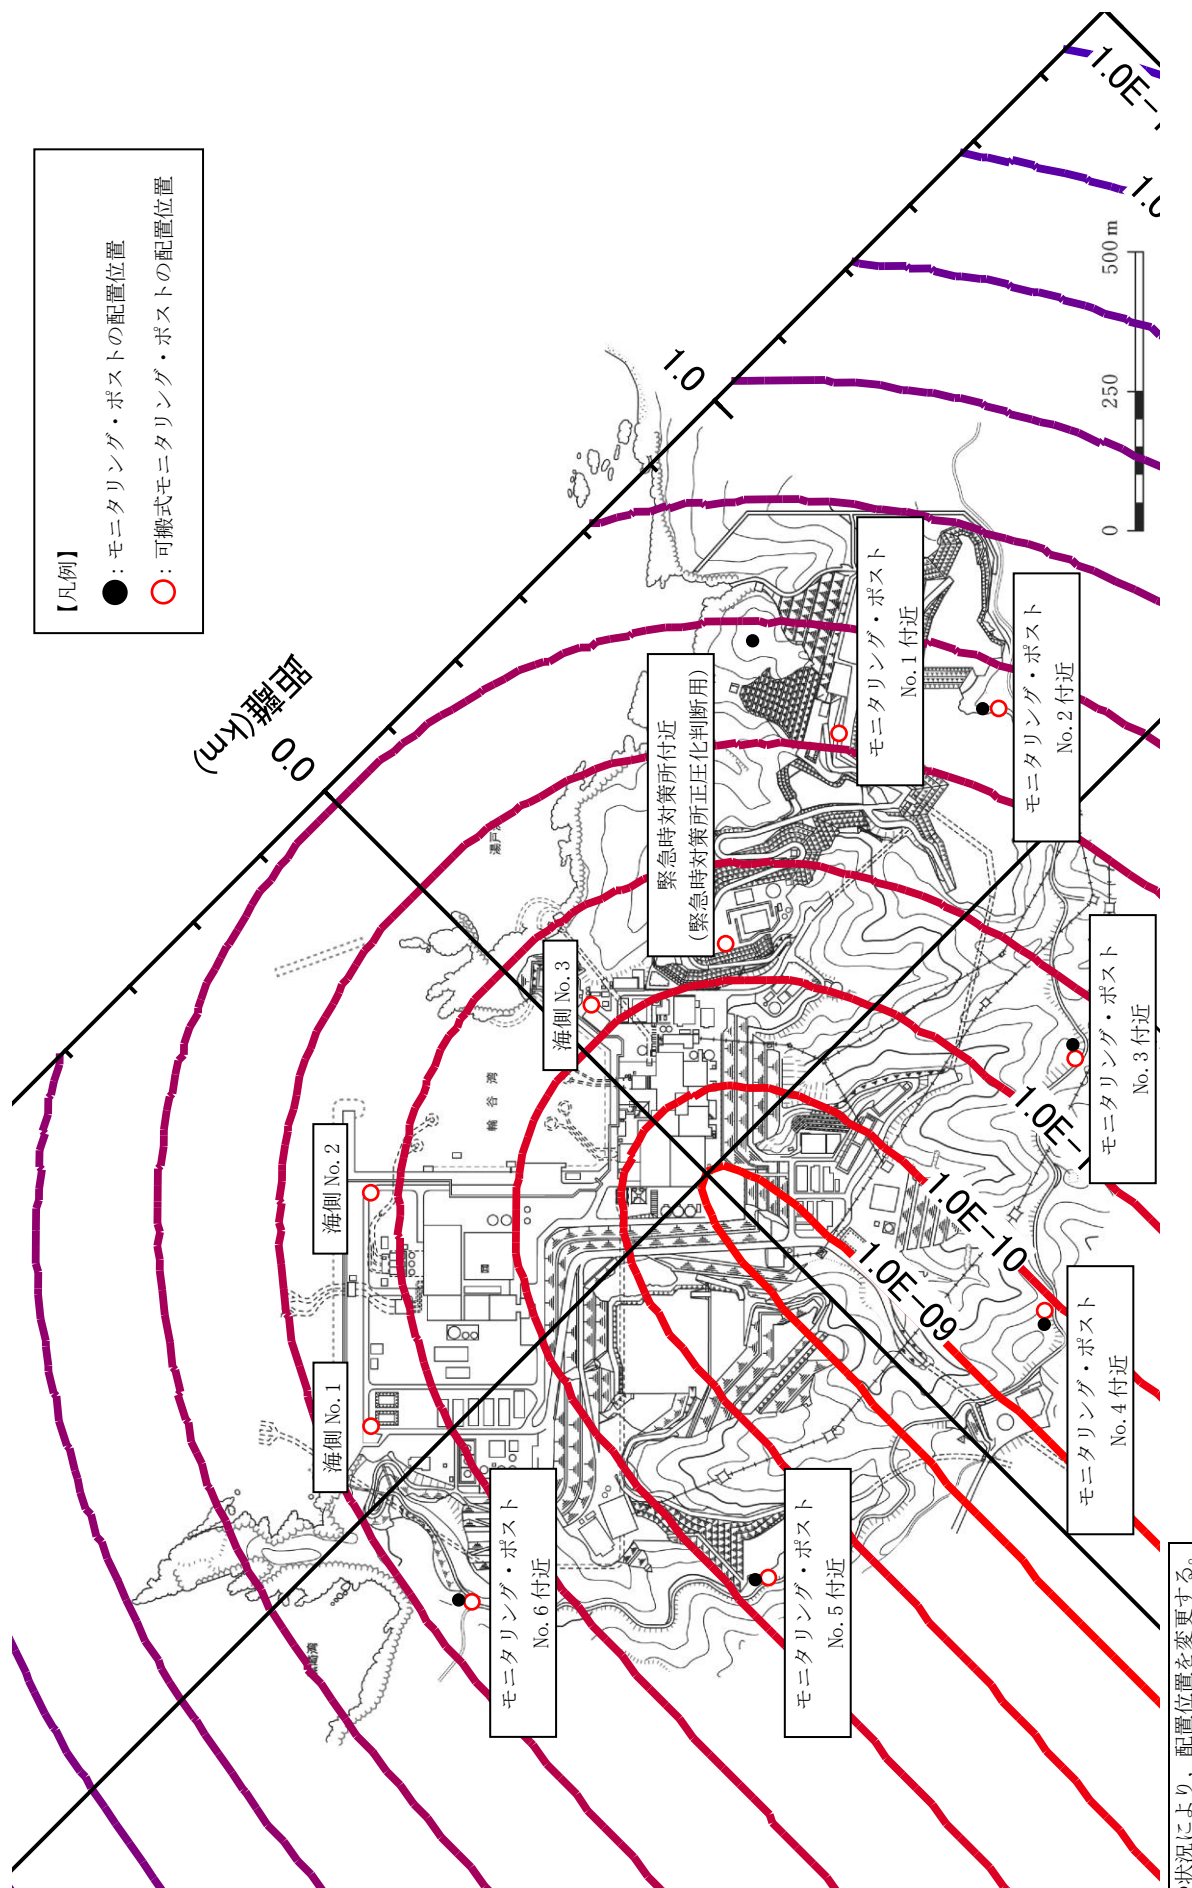 【凡例】
●：モニタリング・ポストの配置位置
○：可搬式モニタリング・ポストの配置位置
距離(km)
0.0
1.0
海側 No.1
海側 No.2
海側 No.3
緊急時対策所付近
(緊急時対策所正圧化判断用)
モニタリング・ポスト
No.1 付近
モニタリング・ポスト
No.2 付近
モニタリング・ポスト
No.3 付近
モニタリング・ポスト
No.4 付近
モニタリング・ポスト
No.5 付近
モニタリング・ポスト
No.6 付近
輪谷湾
1.0E-09
1.0E-10
1.0E-
1.0E-
1.0
0 250 500 m
状況により，配置位置を変更する。